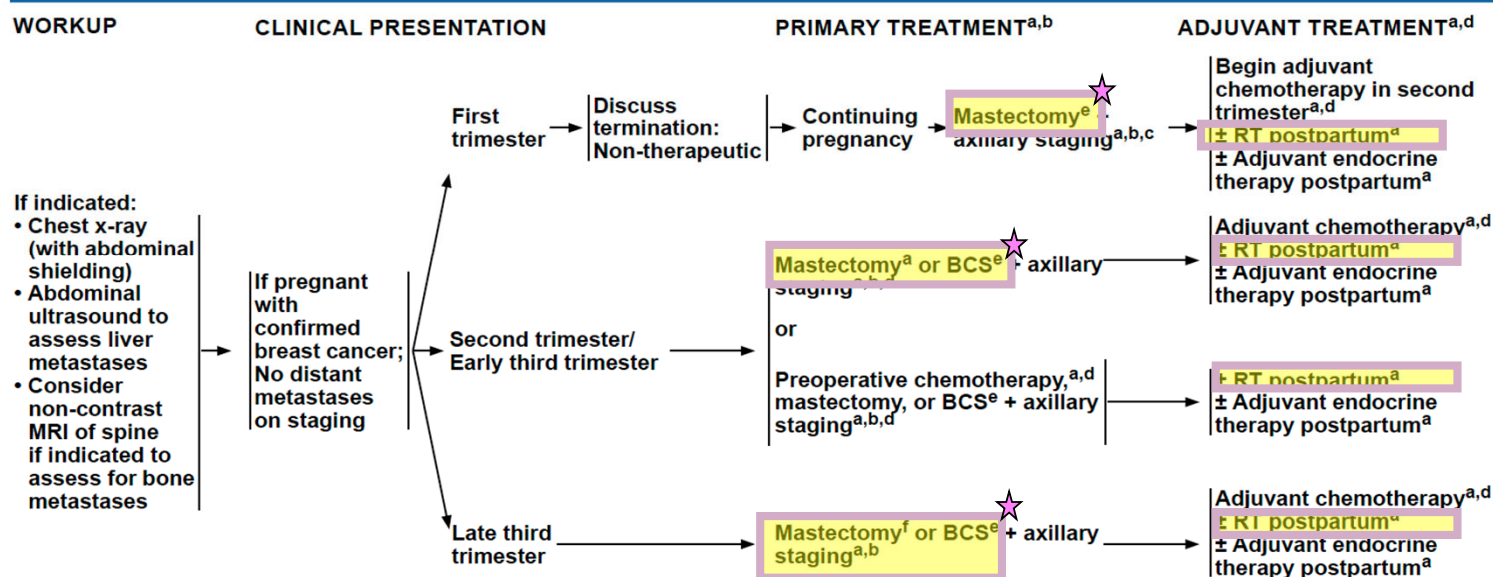 WORKUP
CLINICAL PRESENTATION
PRIMARY TREATMENTa,b
ADJUVANT TREATMENTa,d
If indicated:
• Chest x-ray
(with abdominal
shielding)
• Abdominal
ultrasound to
assess liver
metastases
• Consider
non-contrast
MRI of spine
if indicated to
assess for bone
metastases
If pregnant
with
confirmed
breast cancer;
No distant
metastases
on staging
First
trimester
Discuss
termination:
Non-therapeutic
Continuing
pregnancy
Mastectomye +
axillary staginga,b,c
Begin adjuvant
chemotherapy in second
trimestera,d
± RT postpartuma
± Adjuvant endocrine
therapy postpartuma
Second trimester/
Early third trimester
Mastectomya or BCSe + axillary
staginga,b,d
or
Preoperative chemotherapy,a,d
mastectomy, or BCSe + axillary
staginga,b,d
Adjuvant chemotherapya,d
± RT postpartuma
± Adjuvant endocrine
therapy postpartuma
± RT postpartuma
± Adjuvant endocrine
therapy postpartuma
Late third
trimester
Mastectomyf or BCSe + axillary
staginga,b
Adjuvant chemotherapya,d
± RT postpartuma
± Adjuvant endocrine
therapy postpartuma